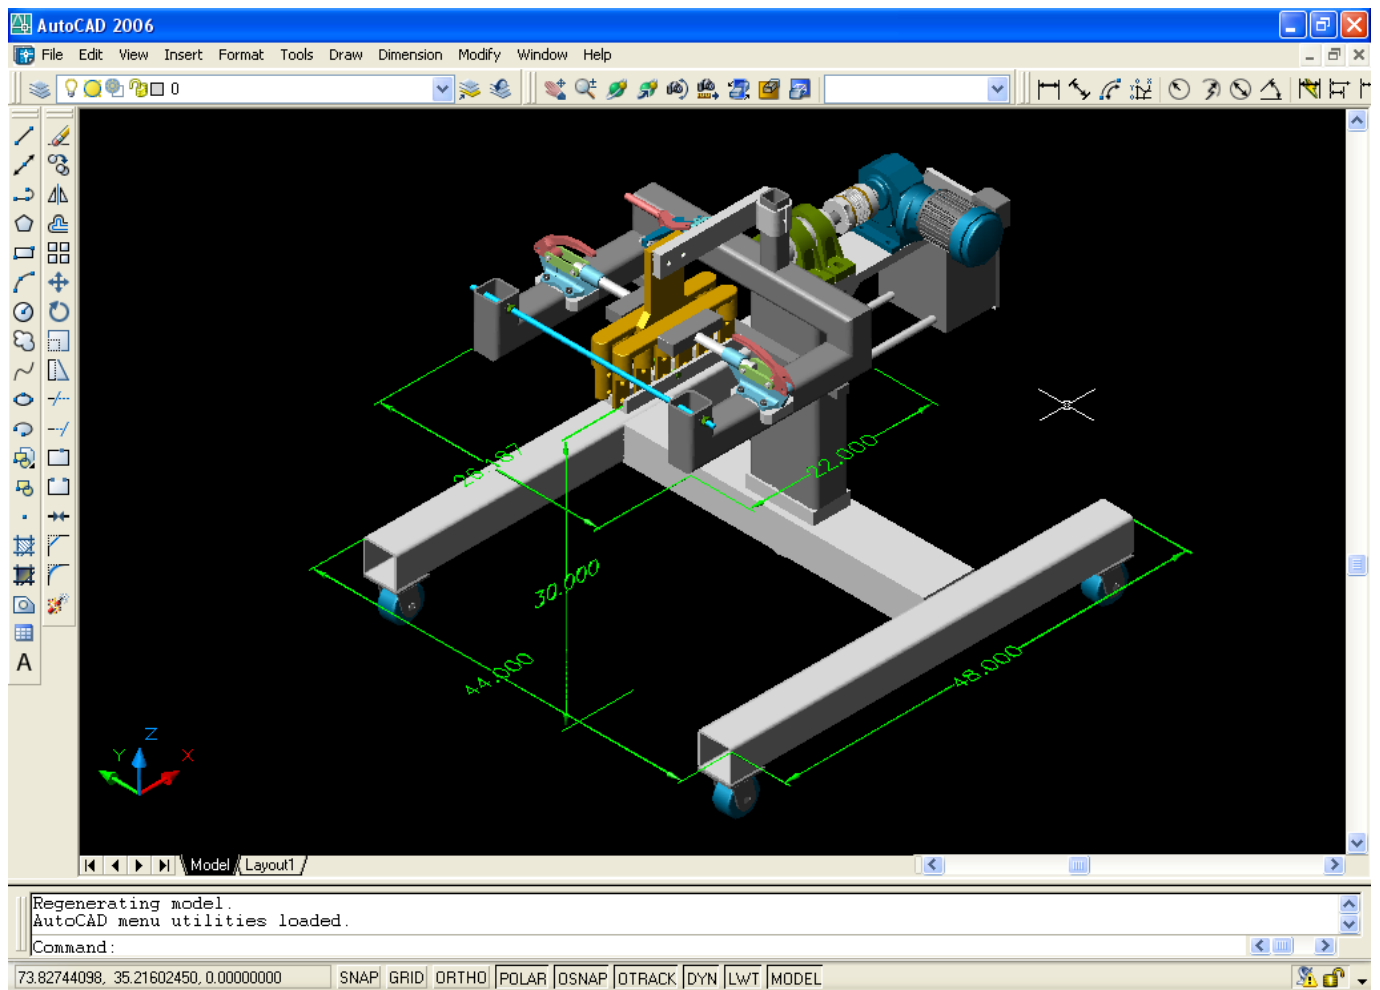 AutoCAD 2006
File Edit View Insert Format Tools Draw Dimension Modify Window Help
0
22.000
30.000
44.000
48.000
Z
Y X
Model Layout1
Regenerating model.
AutoCAD menu utilities loaded.
Command:
73.82744098, 35.21602450, 0.00000000 SNAP GRID ORTHO POLAR OSNAP OTRACK DYN LWT MODEL
A